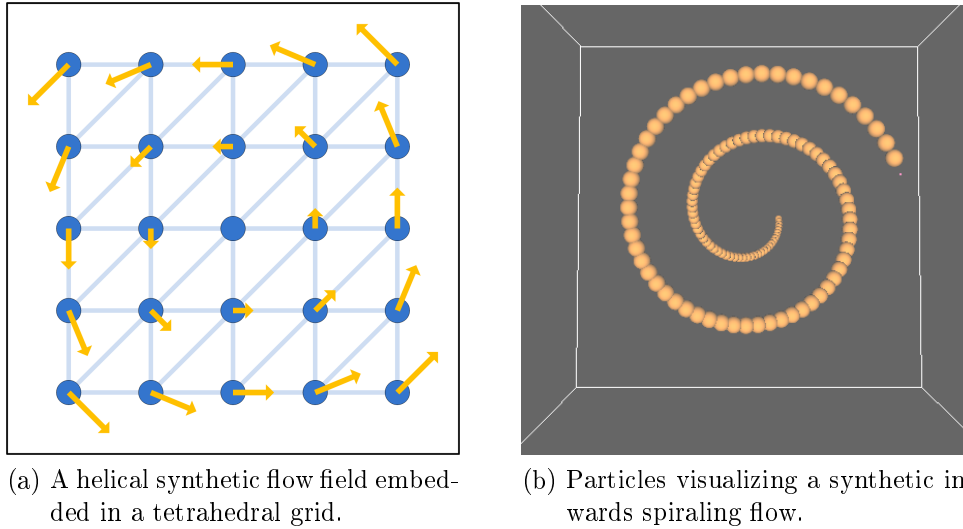 (a) A helical synthetic flow field embed-
ded in a tetrahedral grid.
(b) Particles visualizing a synthetic in
wards spiraling flow.